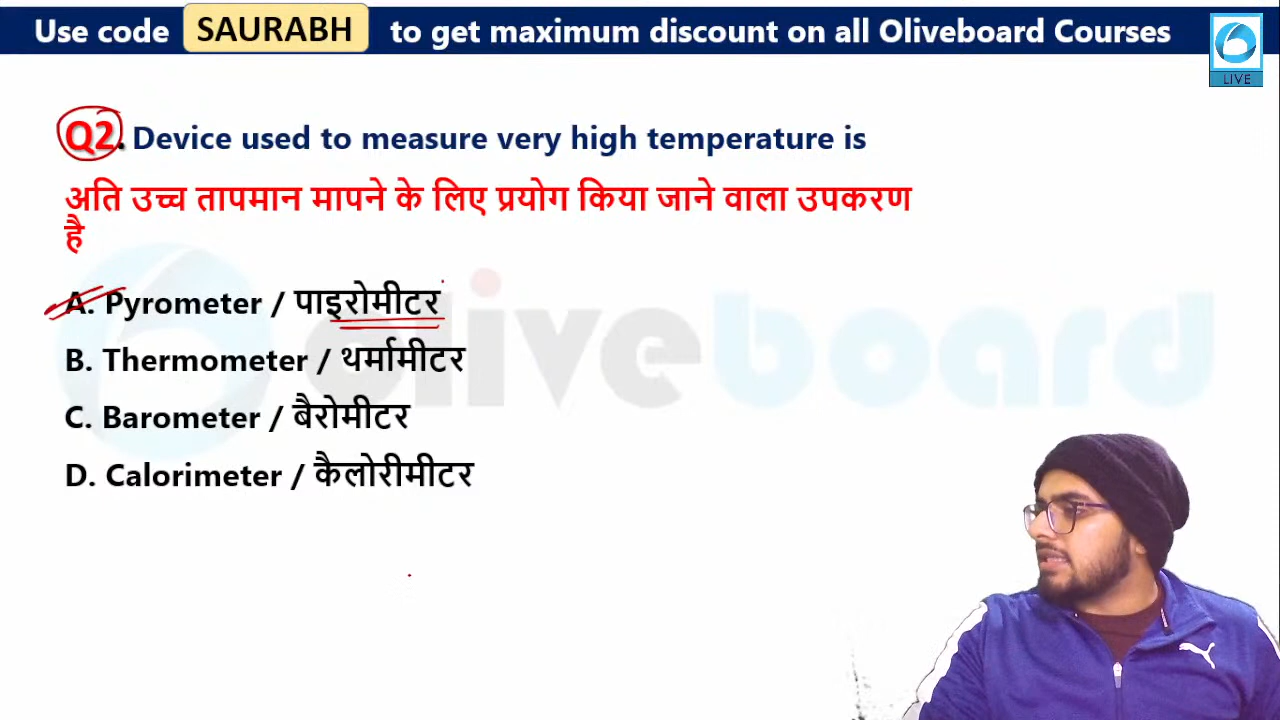 Use code SAURABH to get maximum discount on all Oliveboard Courses
LIVE
Q2. Device used to measure very high temperature is
अति उच्च तापमान मापने के लिए प्रयोग किया जाने वाला उपकरण
है
A. Pyrometer / पाइरोमीटर
B. Thermometer / थर्मामीटर
C. Barometer / बैरोमीटर
D. Calorimeter / कैलोरीमीटर
oliveboard